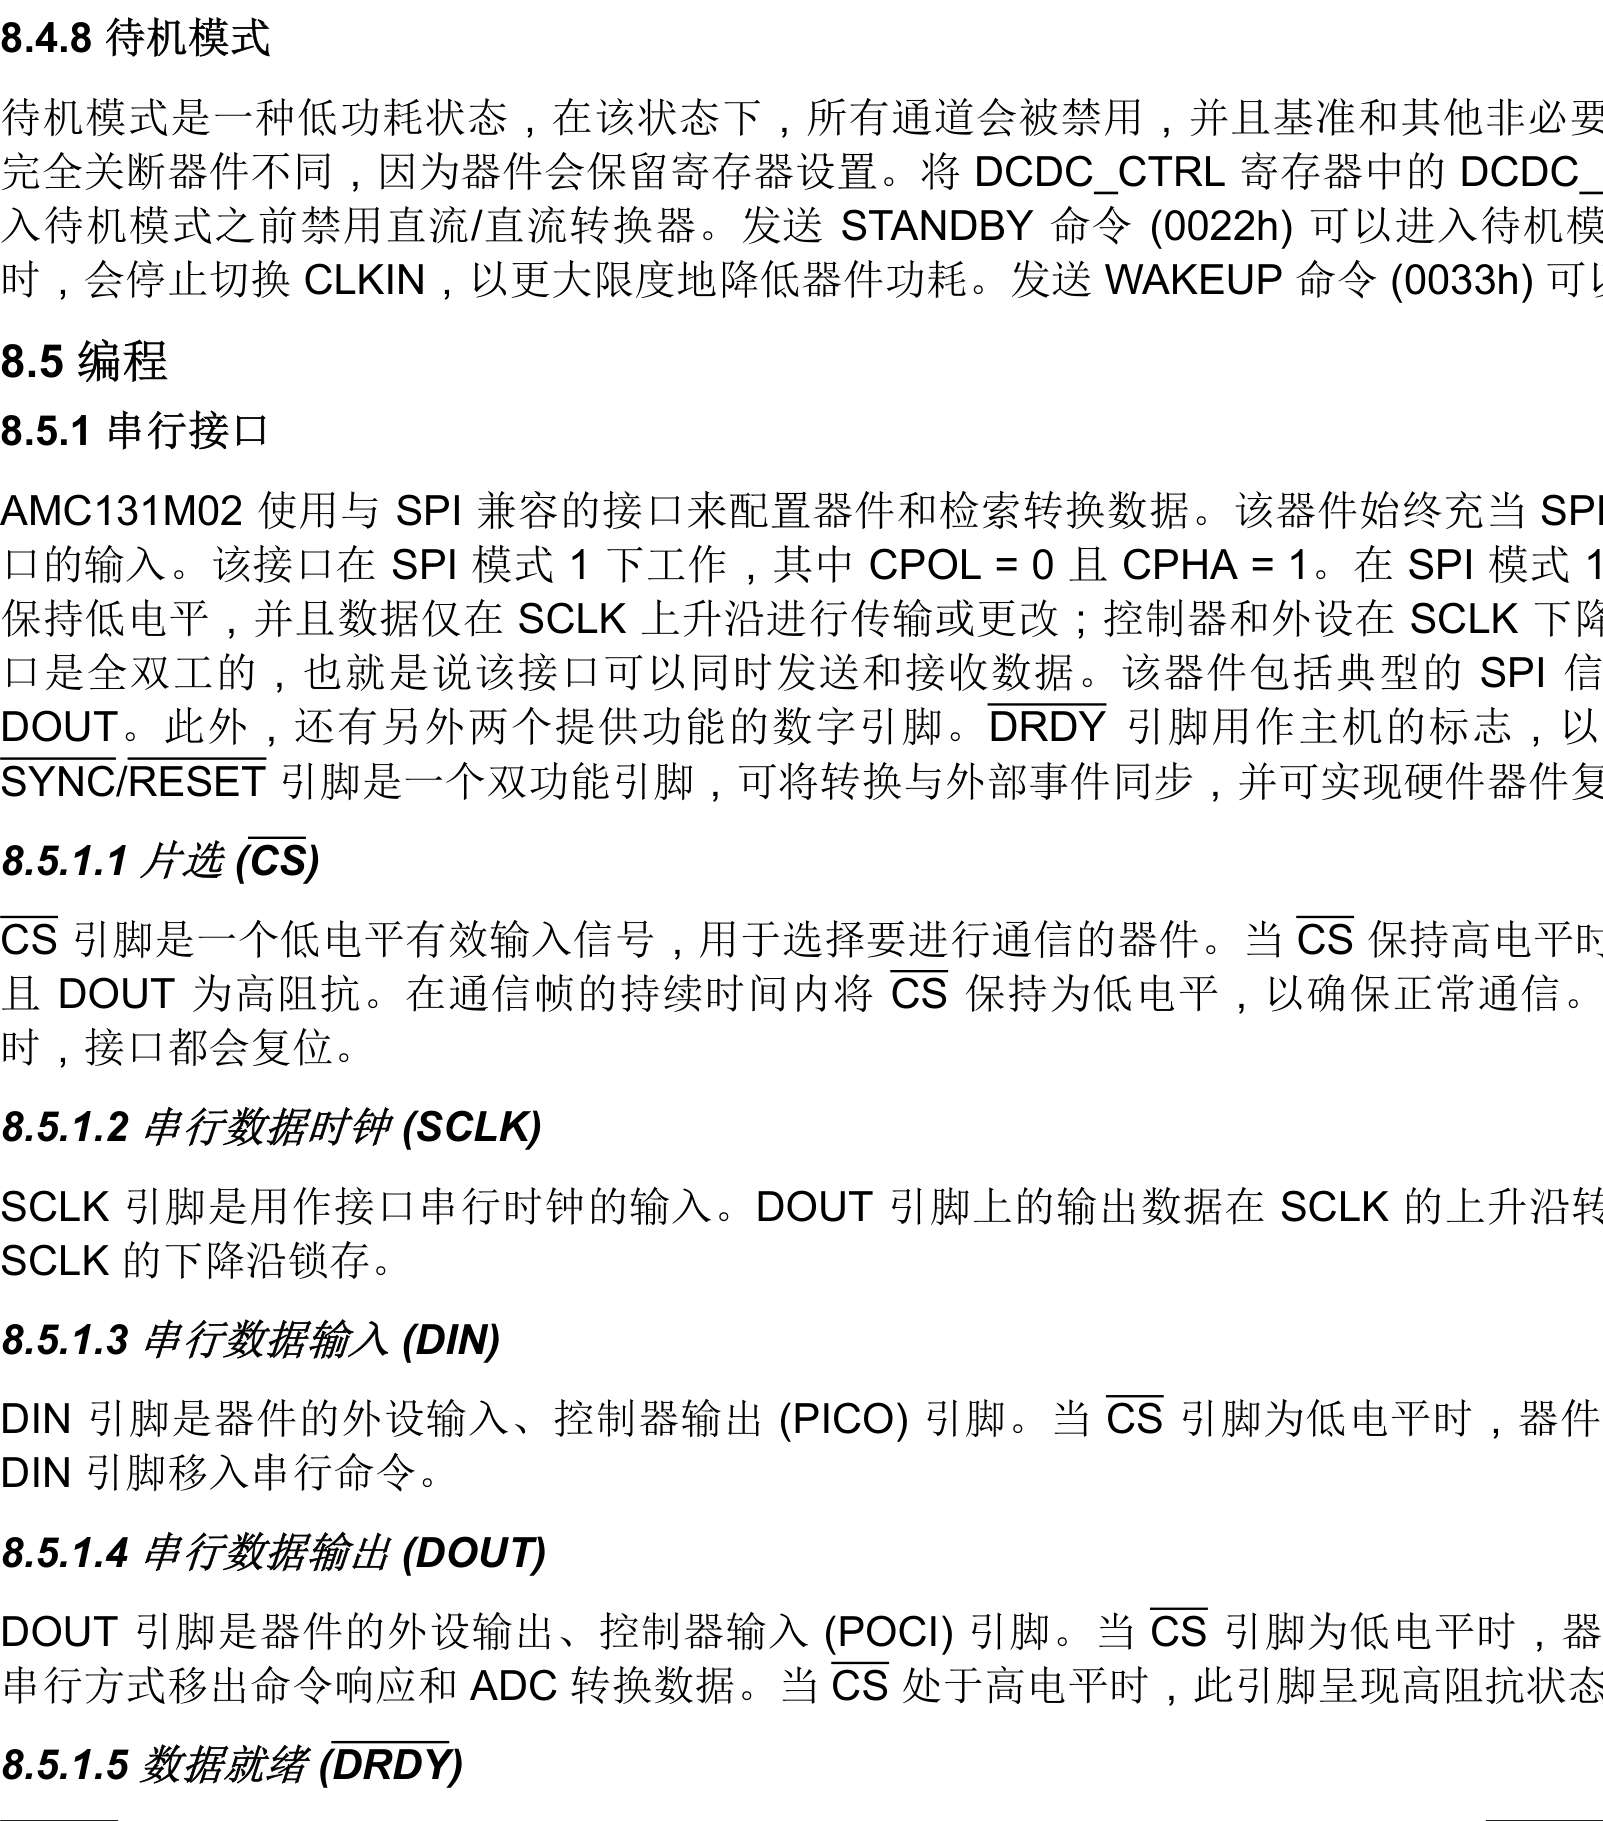 8.4.8 待机模式
待机模式是一种低功耗状态，在该状态下，所有通道会被禁用，并且基准和其他非必要
完全关断器件不同，因为器件会保留寄存器设置。将 DCDC_CTRL 寄存器中的 DCDC_
入待机模式之前禁用直流/直流转换器。发送 STANDBY 命令 (0022h) 可以进入待机模
时，会停止切换 CLKIN，以更大限度地降低器件功耗。发送 WAKEUP 命令 (0033h) 可以
8.5 编程
8.5.1 串行接口
AMC131M02 使用与 SPI 兼容的接口来配置器件和检索转换数据。该器件始终充当 SPI
口的输入。该接口在 SPI 模式 1 下工作，其中 CPOL = 0 且 CPHA = 1。在 SPI 模式 1
保持低电平，并且数据仅在 SCLK 上升沿进行传输或更改；控制器和外设在 SCLK 下降
口是全双工的，也就是说该接口可以同时发送和接收数据。该器件包括典型的 SPI 信
DOUT。此外，还有另外两个提供功能的数字引脚。DRDY 引脚用作主机的标志，以
SYNC/RESET 引脚是一个双功能引脚，可将转换与外部事件同步，并可实现硬件器件复
8.5.1.1 片选 (CS)
CS 引脚是一个低电平有效输入信号，用于选择要进行通信的器件。当 CS 保持高电平时
且 DOUT 为高阻抗。在通信帧的持续时间内将 CS 保持为低电平，以确保正常通信。
时，接口都会复位。
8.5.1.2 串行数据时钟 (SCLK)
SCLK 引脚是用作接口串行时钟的输入。DOUT 引脚上的输出数据在 SCLK 的上升沿转
SCLK 的下降沿锁存。
8.5.1.3 串行数据输入 (DIN)
DIN 引脚是器件的外设输入、控制器输出 (PICO) 引脚。当 CS 引脚为低电平时，器件
DIN 引脚移入串行命令。
8.5.1.4 串行数据输出 (DOUT)
DOUT 引脚是器件的外设输出、控制器输入 (POCI) 引脚。当 CS 引脚为低电平时，器
串行方式移出命令响应和 ADC 转换数据。当 CS 处于高电平时，此引脚呈现高阻抗状态
8.5.1.5 数据就绪 (DRDY)